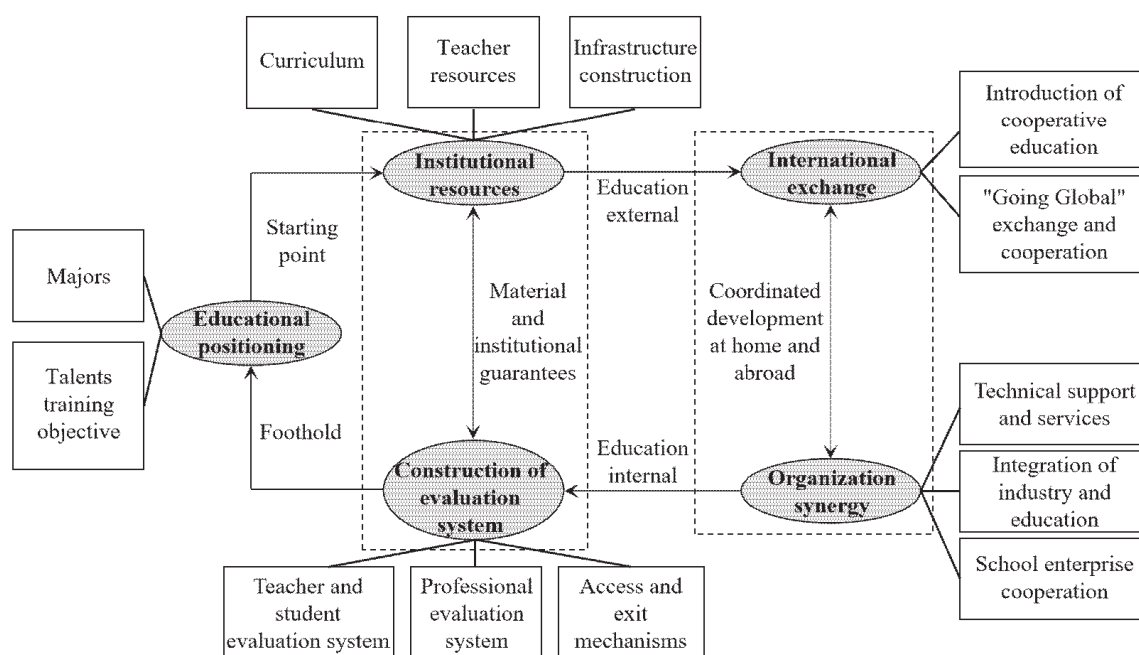 Curriculum
Teacher
resources
Infrastructure
construction
Introduction of
cooperative
education
"Going Global"
exchange and
cooperation
Institutional
resources
International
exchange
Education
external
Starting
point
Majors
Talents
training
objective
Educational
positioning
Material
and
institutional
guarantees
Coordinated
development
at home and
abroad
Foothold
Education
internal
Construction of
evaluation
system
Organization
synergy
Technical support
and services
Integration of
industry and
education
School enterprise
cooperation
Teacher and
student
evaluation system
Professional
evaluation
system
Access and
exit
mechanisms